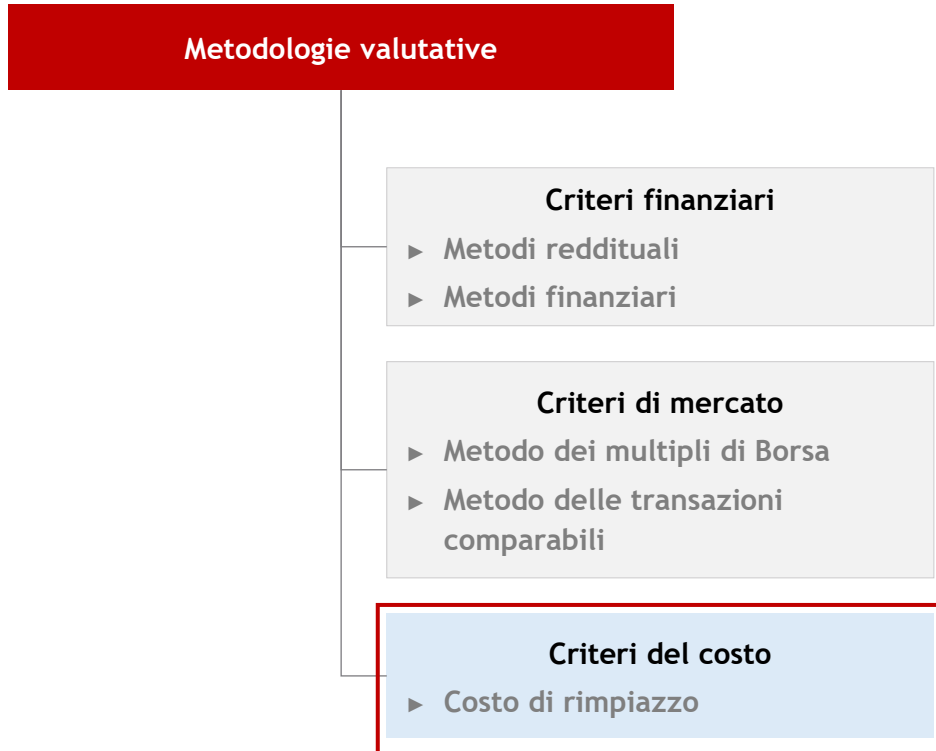 Metodologie valutative
Criteri finanziari
► Metodi reddituali
► Metodi finanziari
Criteri di mercato
► Metodo dei multipli di Borsa
► Metodo delle transazioni
comparabili
Criteri del costo
► Costo di rimpiazzo